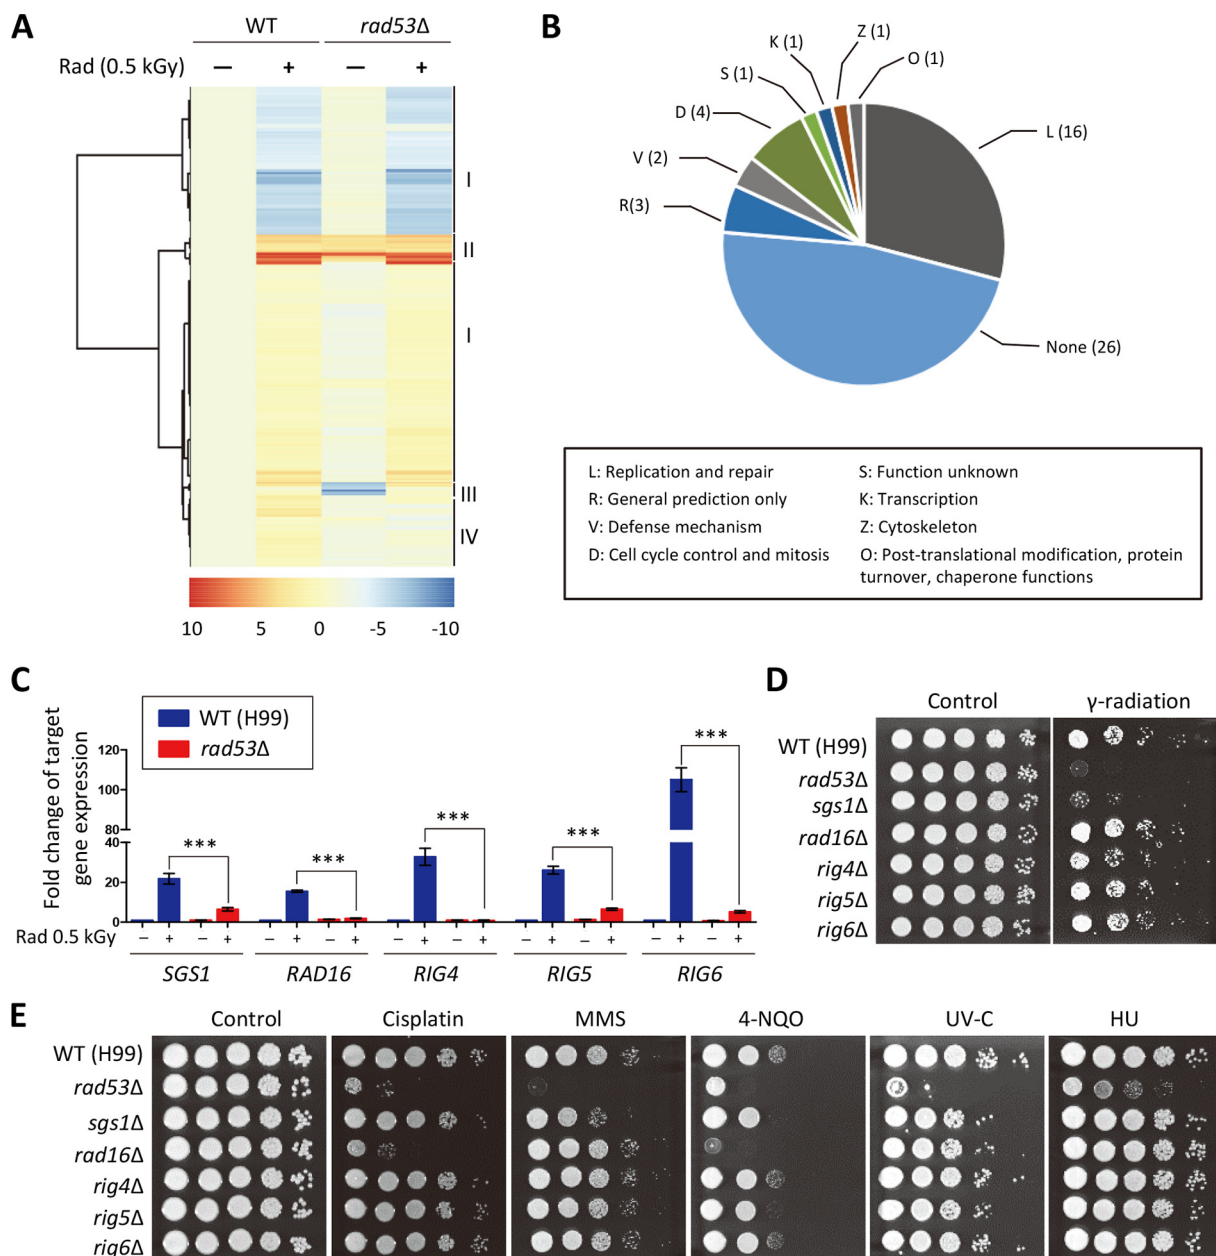 A
WT
rad53Δ
Rad (0.5 kGy)
— + — +
I
II
I
III
IV
10 5 0 -5 -10
B
Z (1)
K (1)
O (1)
S (1)
D (4)
L (16)
V (2)
R(3)
None (26)
L: Replication and repair
R: General prediction only
V: Defense mechanism
D: Cell cycle control and mitosis
S: Function unknown
K: Transcription
Z: Cytoskeleton
O: Post-translational modification, protein
turnover, chaperone functions
C
WT (H99)
rad53Δ
Fold change of target
gene expression
120
100
80
40
20
0
***
***
***
***
***
Rad 0.5 kGy – + – + – + – + – + – + – + – + – + – +
SGS1 RAD16 RIG4 RIG5 RIG6
D
Control γ-radiation
WT (H99)
rad53Δ
sgs1Δ
rad16Δ
rig4Δ
rig5Δ
rig6Δ
E
Control Cisplatin MMS 4-NQO UV-C HU
WT (H99)
rad53Δ
sgs1Δ
rad16Δ
rig4Δ
rig5Δ
rig6Δ